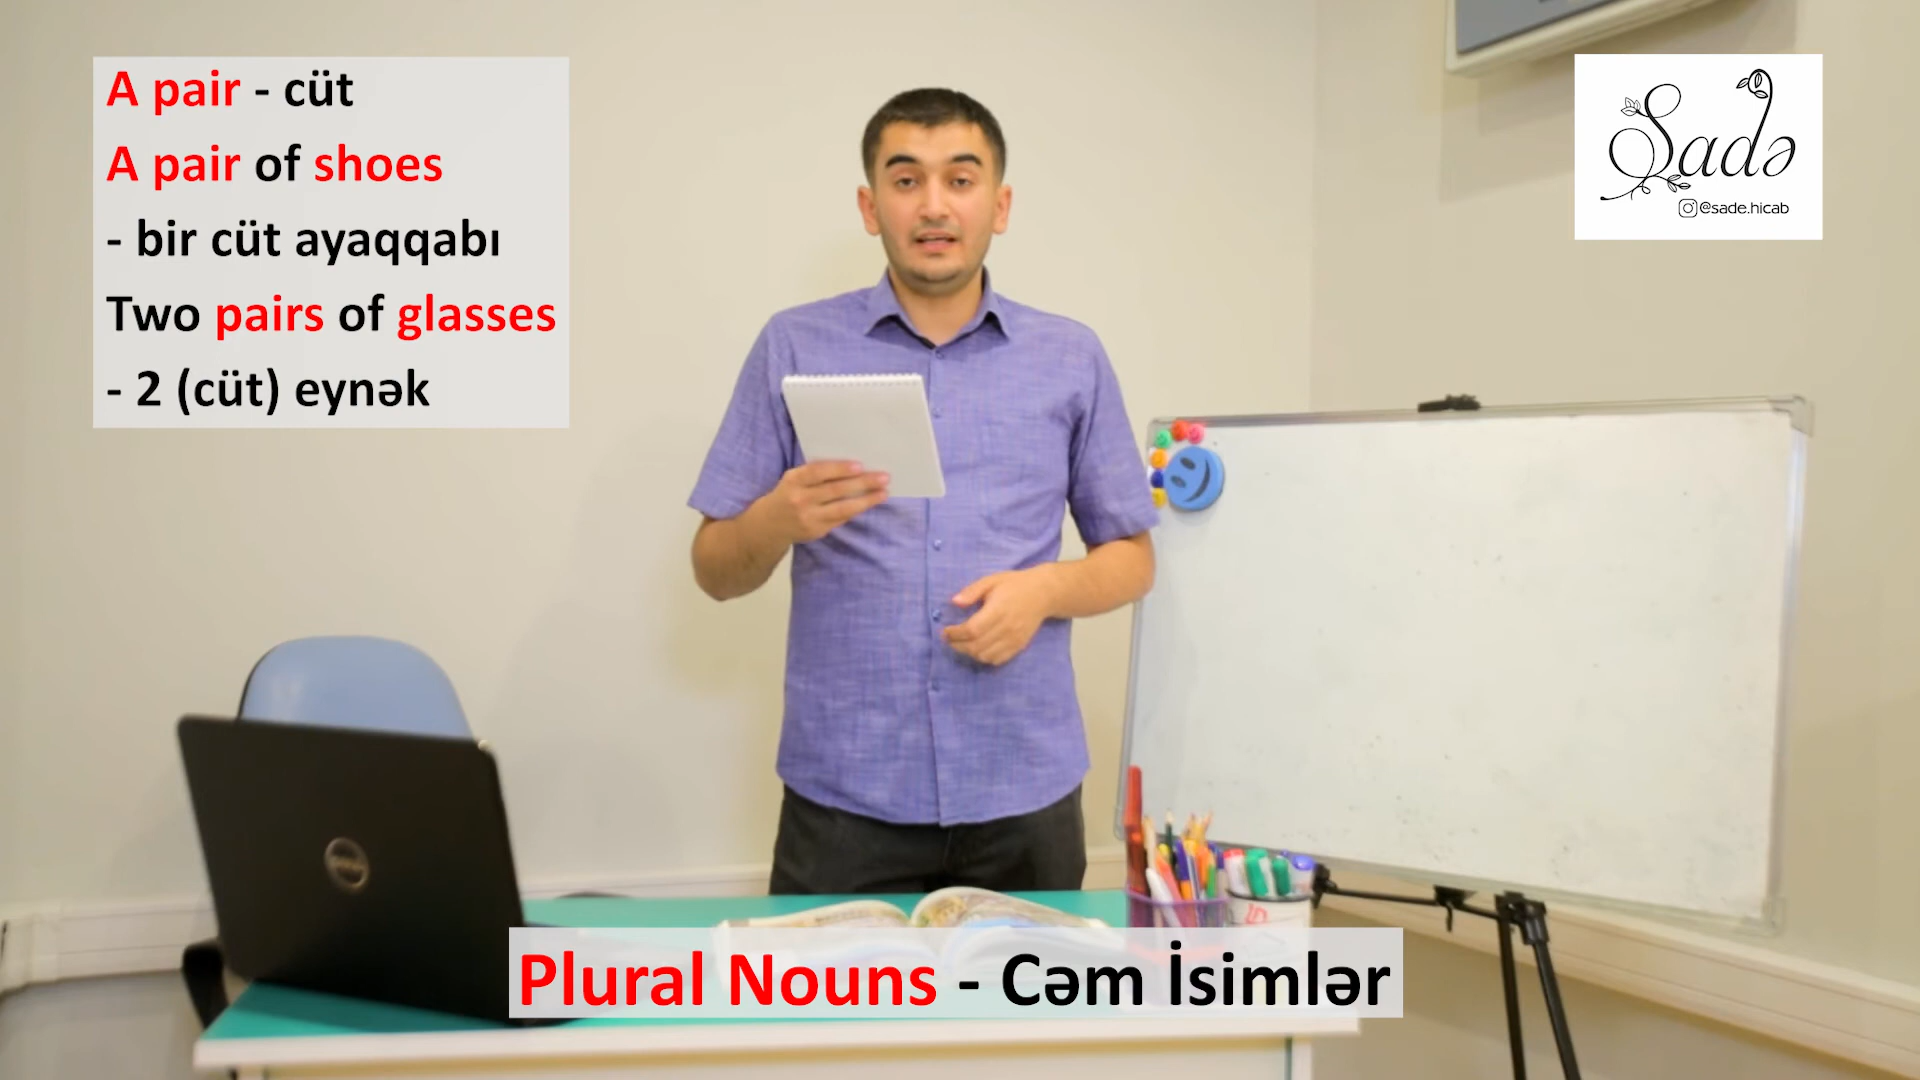 A pair - cüt
A pair of shoes
- bir cüt ayaqqabı
Two pairs of glasses
- 2 (cüt) eynək
Sadə
@sade.hicab
DELL
Plural Nouns - Cəm İsimlər